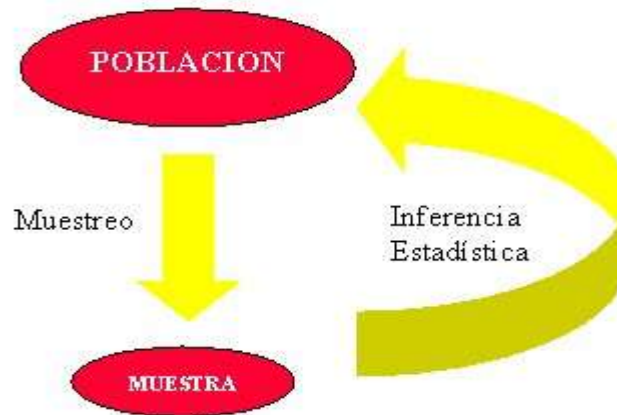 POBLACION
Muestreo
Inferencia
Estadística
MUESTRA